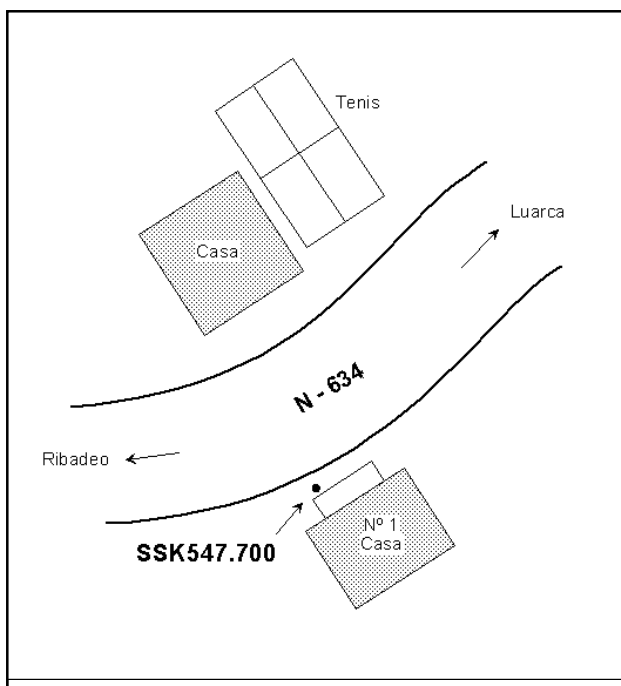 Tenis
Luarca
Casa
N - 634
Ribadeo
Nº 1
Casa
SSK547.700